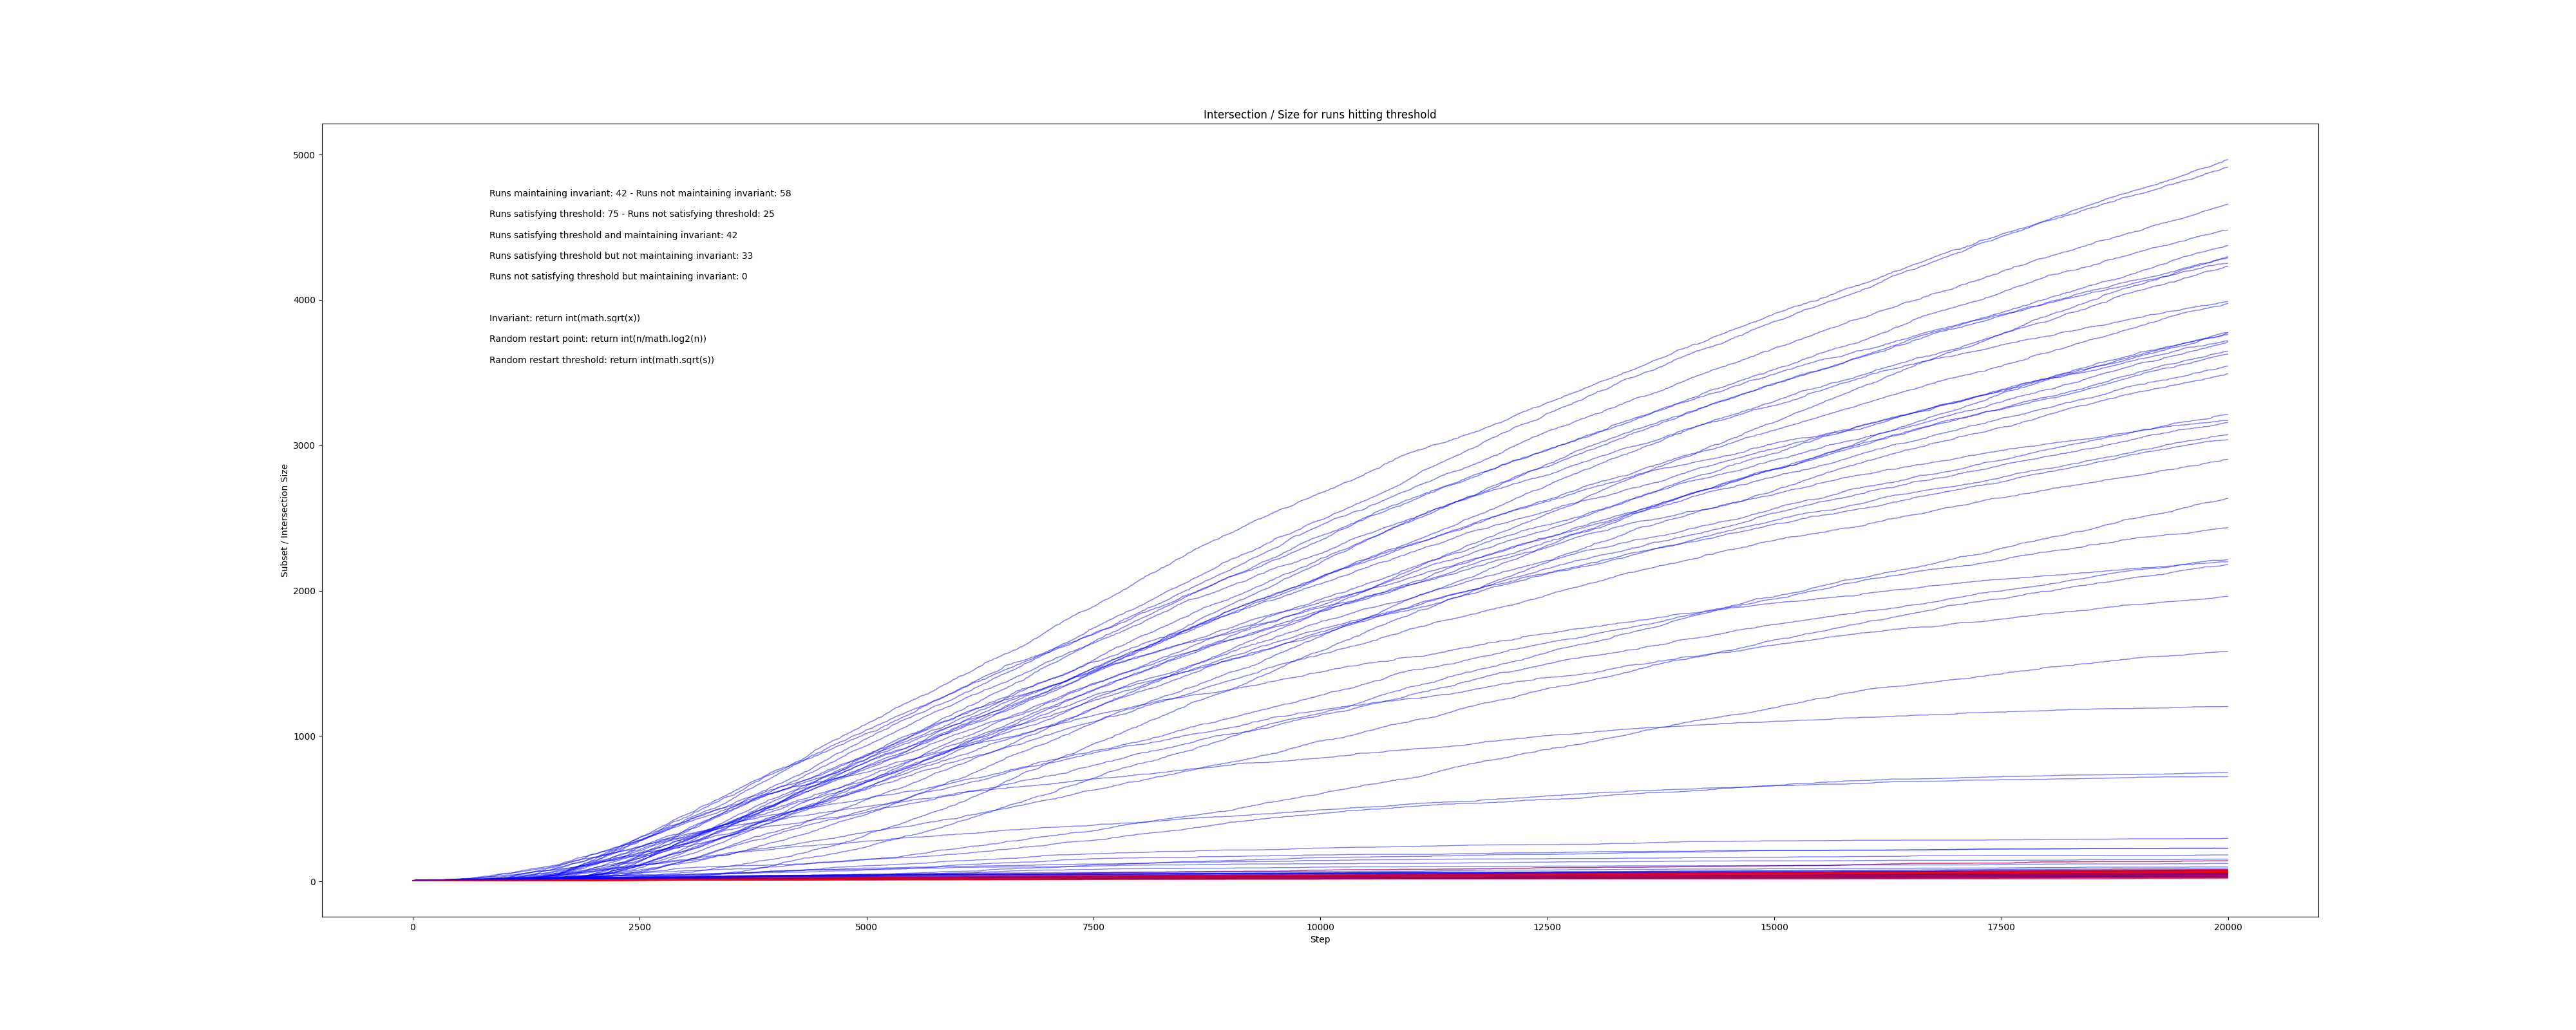 Intersection / Size for runs hitting threshold
5000
Runs maintaining invariant: 42 - Runs not maintaining invariant: 58
Runs satisfying threshold: 75 - Runs not satisfying threshold: 25
Runs satisfying threshold and maintaining invariant: 42
Runs satisfying threshold but not maintaining invariant: 33
Runs not satisfying threshold but maintaining invariant: 0
4000
Invariant: return int(math.sqrt(x))
Random restart point: return int(n/math.log2(n))
Random restart threshold: return int(math.sqrt(s))
3000
Subset / Intersection Size
2000
1000
0
0 2500 5000 7500 10000 12500 15000 17500 20000
Step